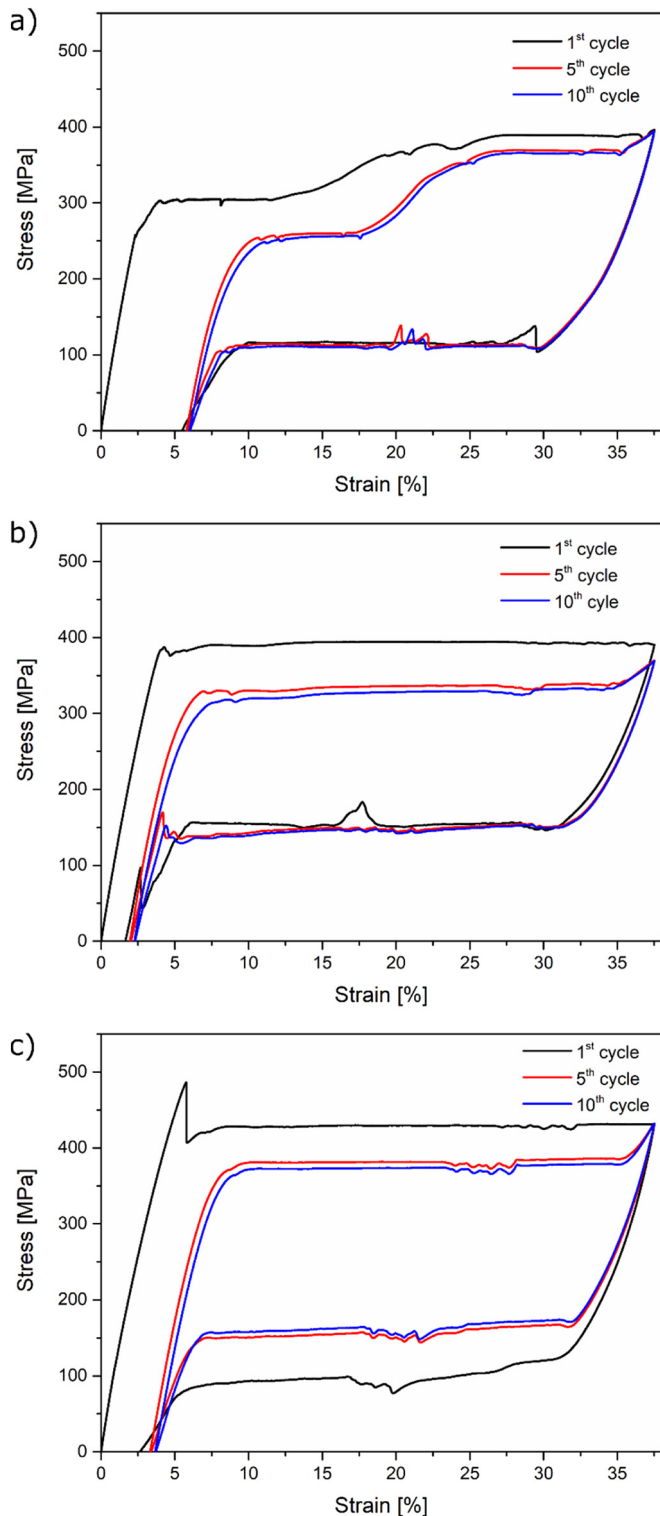 a)
500
400
300
200
100
0
Stress [MPa]
1st cycle
5th cycle
10th cycle
0 5 10 15 20 25 30 35
Strain [%]
b)
500
400
300
200
100
0
Stress [MPa]
1st cycle
5th cycle
10th cyle
0 5 10 15 20 25 30 35
Strain [%]
c)
500
400
300
200
100
0
Stress [MPa]
1st cycle
5th cycle
10th cycle
0 5 10 15 20 25 30 35
Strain [%]